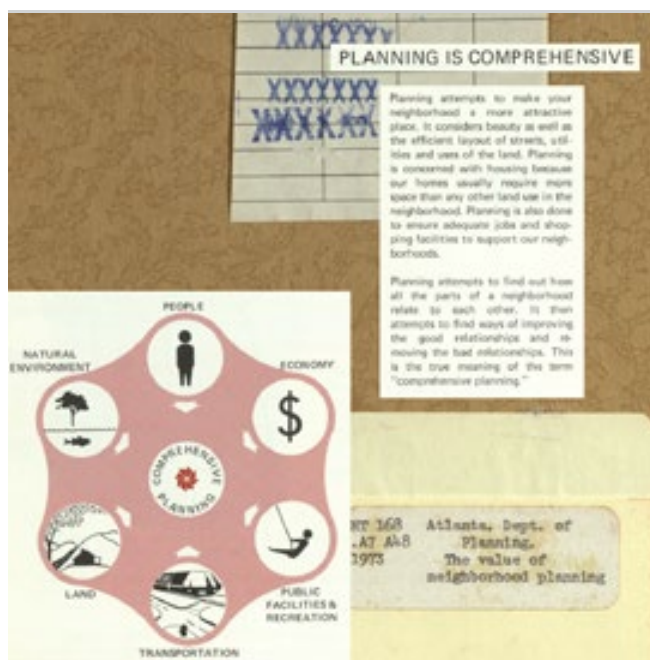 XXXXXXX
PLANNING IS COMPREHENSIVE
XXXXXXX
Planning attempts to make your
neighborhood a more attractive
place. It considers beauty as well as
the efficient layout of streets, util-
ities and uses of the land. Planning
is concerned with housing because
our homes usually require more
space than any other land use in the
neighborhood. Planning is also done
to ensure adequate jobs and shop-
ping facilities to support our neigh-
borhoods.
Planning attempts to find out how
all the parts of a neighborhood
relate to each other. It then
attempts to find ways of improving
the good relationships and re-
moving the bad relationships. This
is the true meaning of the term
"comprehensive planning."
PEOPLE
NATURAL
ENVIRONMENT
ECONOMY
$
COMPREHENSIVE
PLANNING
LAND
PUBLIC
FACILITIES &
RECREATION
TRANSPORTATION
HT 168 Atlanta. Dept. of
.A7 A48 Planning.
1973 The value of
neighborhood planning